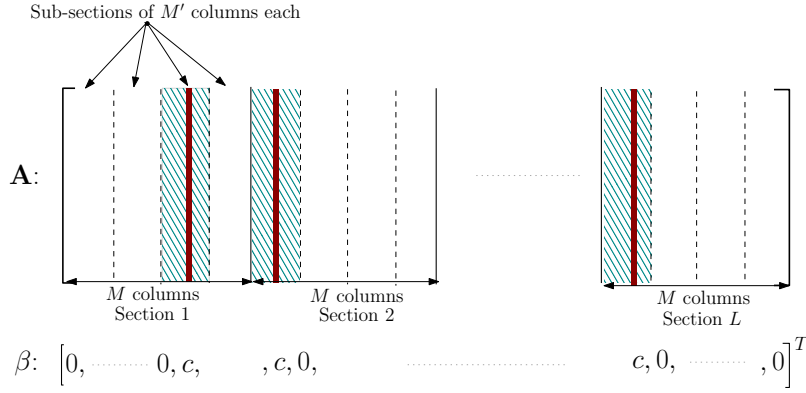 Sub-sections of M′ columns each
A:
M columns
Section 1
M columns
Section 2
M columns
Section L
β: [0, 0, c, , c, 0, c, 0, , 0]ᵀ